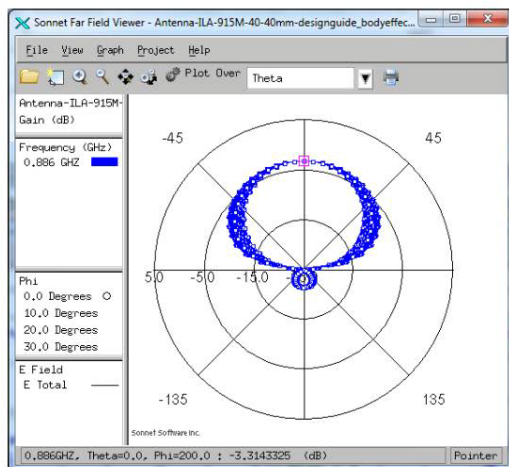 Sonnet Far Field Viewer - Antenna-ILA-915M-40-40mm-designguide_bodyeffec...
File View Graph Project Help
Plot Over Theta
Antenna-ILA-915M-
Gain (dB)
Frequency (GHz)
0.886 GHZ
Phi
0.0 Degrees
10.0 Degrees
20.0 Degrees
30.0 Degrees
E Field
E Total
-45 45
5.0 -5.0 -15.0
-135 135
Sonnet Software Inc.
0.886GHZ, Theta=0.0, Phi=200.0 : -3.3143325 (dB) Pointer